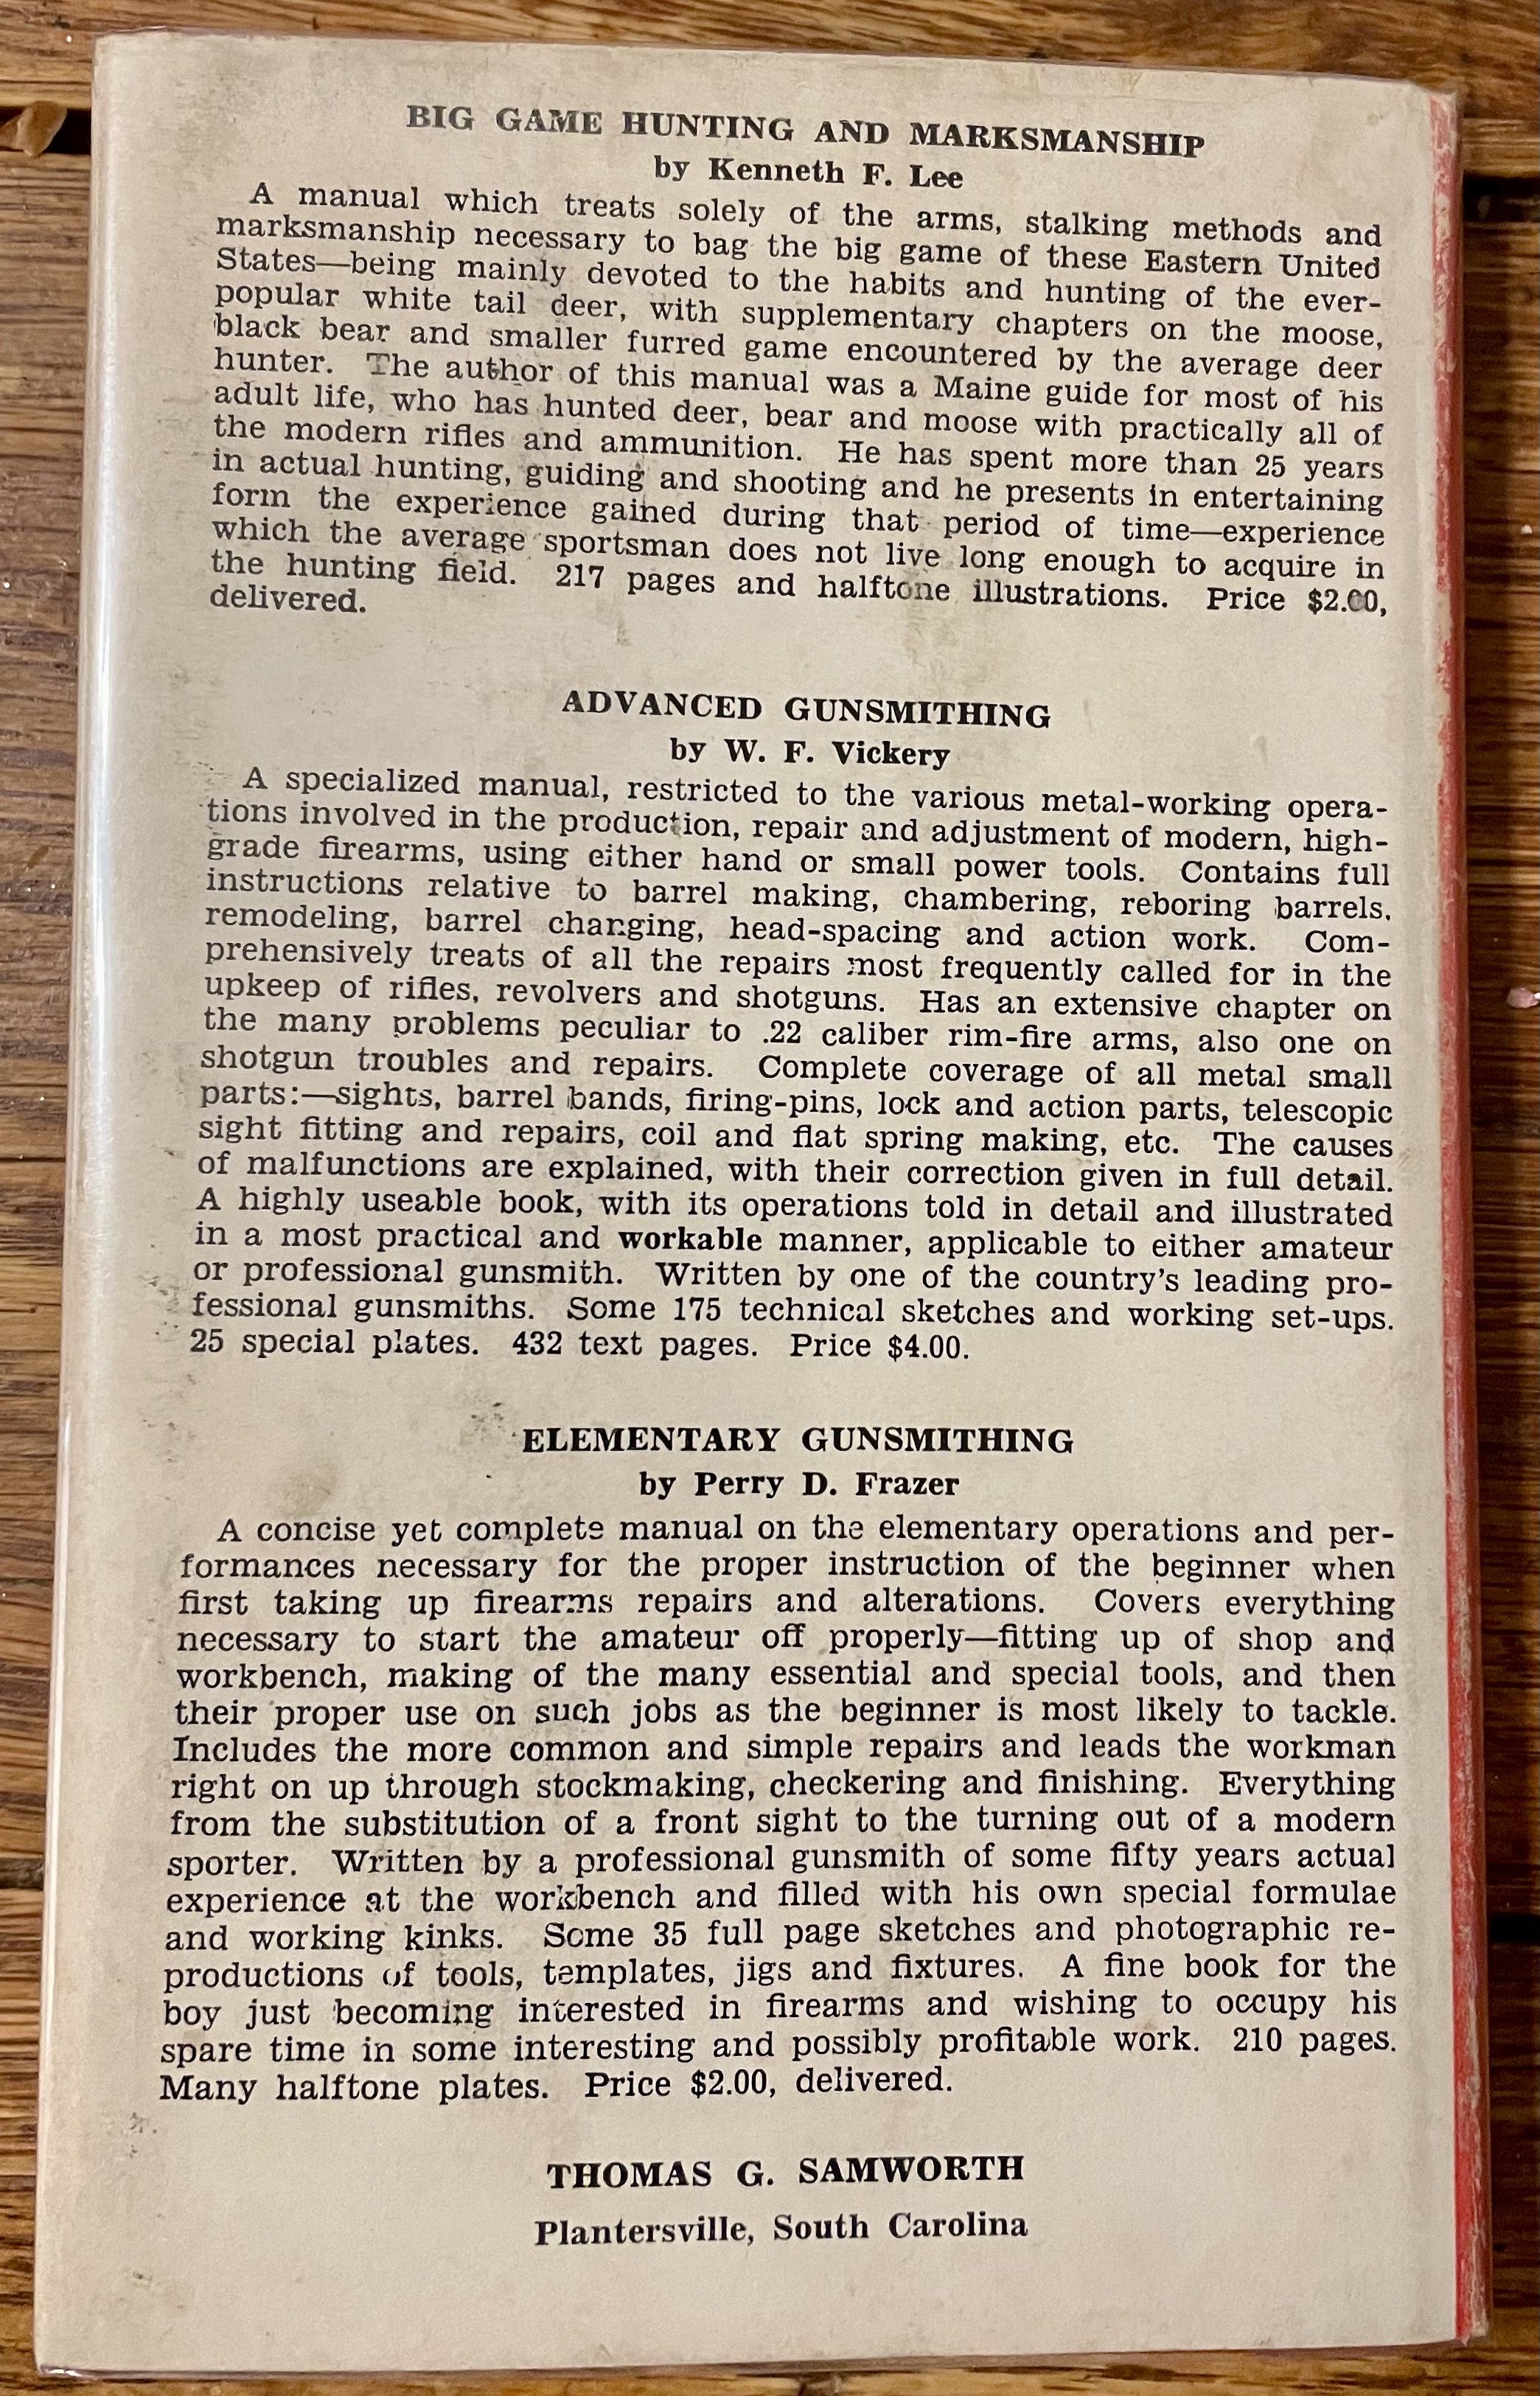 BIG GAME HUNTING AND MARKSMANSHIP
by Kenneth F. Lee
A manual which treats solely of the arms, stalking methods and
marksmanship necessary to bag the big game of these Eastern United
States—being mainly devoted to the habits and hunting of the ever-
popular white tail deer, with supplementary chapters on the moose,
black bear and smaller furred game encountered by the average deer
hunter. The author of this manual was a Maine guide for most of his
adult life, who has hunted deer, bear and moose with practically all of
the modern rifles and ammunition. He has spent more than 25 years
in actual hunting, guiding and shooting and he presents in entertaining
form the experience gained during that period of time—experience
which the average sportsman does not live long enough to acquire in
the hunting field. 217 pages and halftone illustrations. Price $2.00,
delivered.
ADVANCED GUNSMITHING
by W. F. Vickery
A specialized manual, restricted to the various metal-working opera-
tions involved in the production, repair and adjustment of modern, high-
grade firearms, using either hand or small power tools. Contains full
instructions relative to barrel making, chambering, reboring barrels,
remodeling, barrel changing, head-spacing and action work. Com-
prehensively treats of all the repairs most frequently called for in the
upkeep of rifles, revolvers and shotguns. Has an extensive chapter on
the many problems peculiar to .22 caliber rim-fire arms, also one on
shotgun troubles and repairs. Complete coverage of all metal small
parts:—sights, barrel bands, firing-pins, lock and action parts, telescopic
sight fitting and repairs, coil and flat spring making, etc. The causes
of malfunctions are explained, with their correction given in full detail.
A highly useable book, with its operations told in detail and illustrated
in a most practical and workable manner, applicable to either amateur
or professional gunsmith. Written by one of the country's leading pro-
fessional gunsmiths. Some 175 technical sketches and working set-ups.
25 special plates. 432 text pages. Price $4.00.
ELEMENTARY GUNSMITHING
by Perry D. Frazer
A concise yet complete manual on the elementary operations and per-
formances necessary for the proper instruction of the beginner when
first taking up firearms repairs and alterations. Covers everything
necessary to start the amateur off properly—fitting up of shop and
workbench, making of the many essential and special tools, and then
their proper use on such jobs as the beginner is most likely to tackle.
Includes the more common and simple repairs and leads the workman
right on up through stockmaking, checkering and finishing. Everything
from the substitution of a front sight to the turning out of a modern
sporter. Written by a professional gunsmith of some fifty years actual
experience at the workbench and filled with his own special formulae
and working kinks. Some 35 full page sketches and photographic re-
productions of tools, templates, jigs and fixtures. A fine book for the
boy just becoming interested in firearms and wishing to occupy his
spare time in some interesting and possibly profitable work. 210 pages.
Many halftone plates. Price $2.00, delivered.
THOMAS G. SAMWORTH
Plantersville, South Carolina